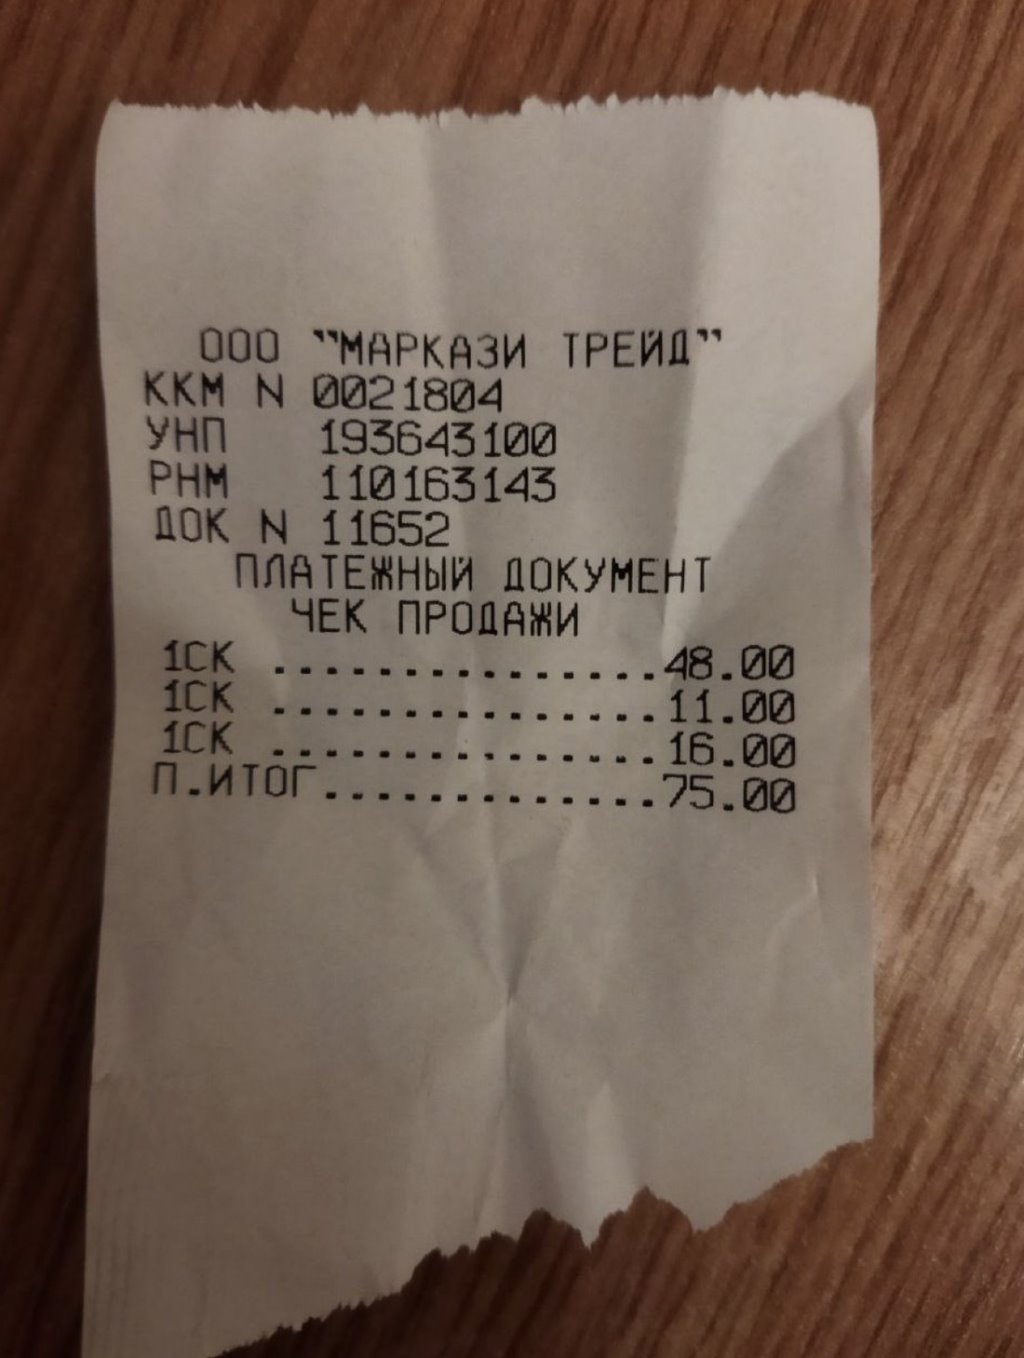 ООО "МАРКАЗИ ТРЕЙД"
ККМ N 0021804
УНП 193643100
РНМ 110163143
ДОК N 11652
ПЛАТЕЖНЫЙ ДОКУМЕНТ
ЧЕК ПРОДАЖИ
1СК ...............48.00
1СК ...............11.00
1СК ...............16.00
П.ИТОГ.............75.00